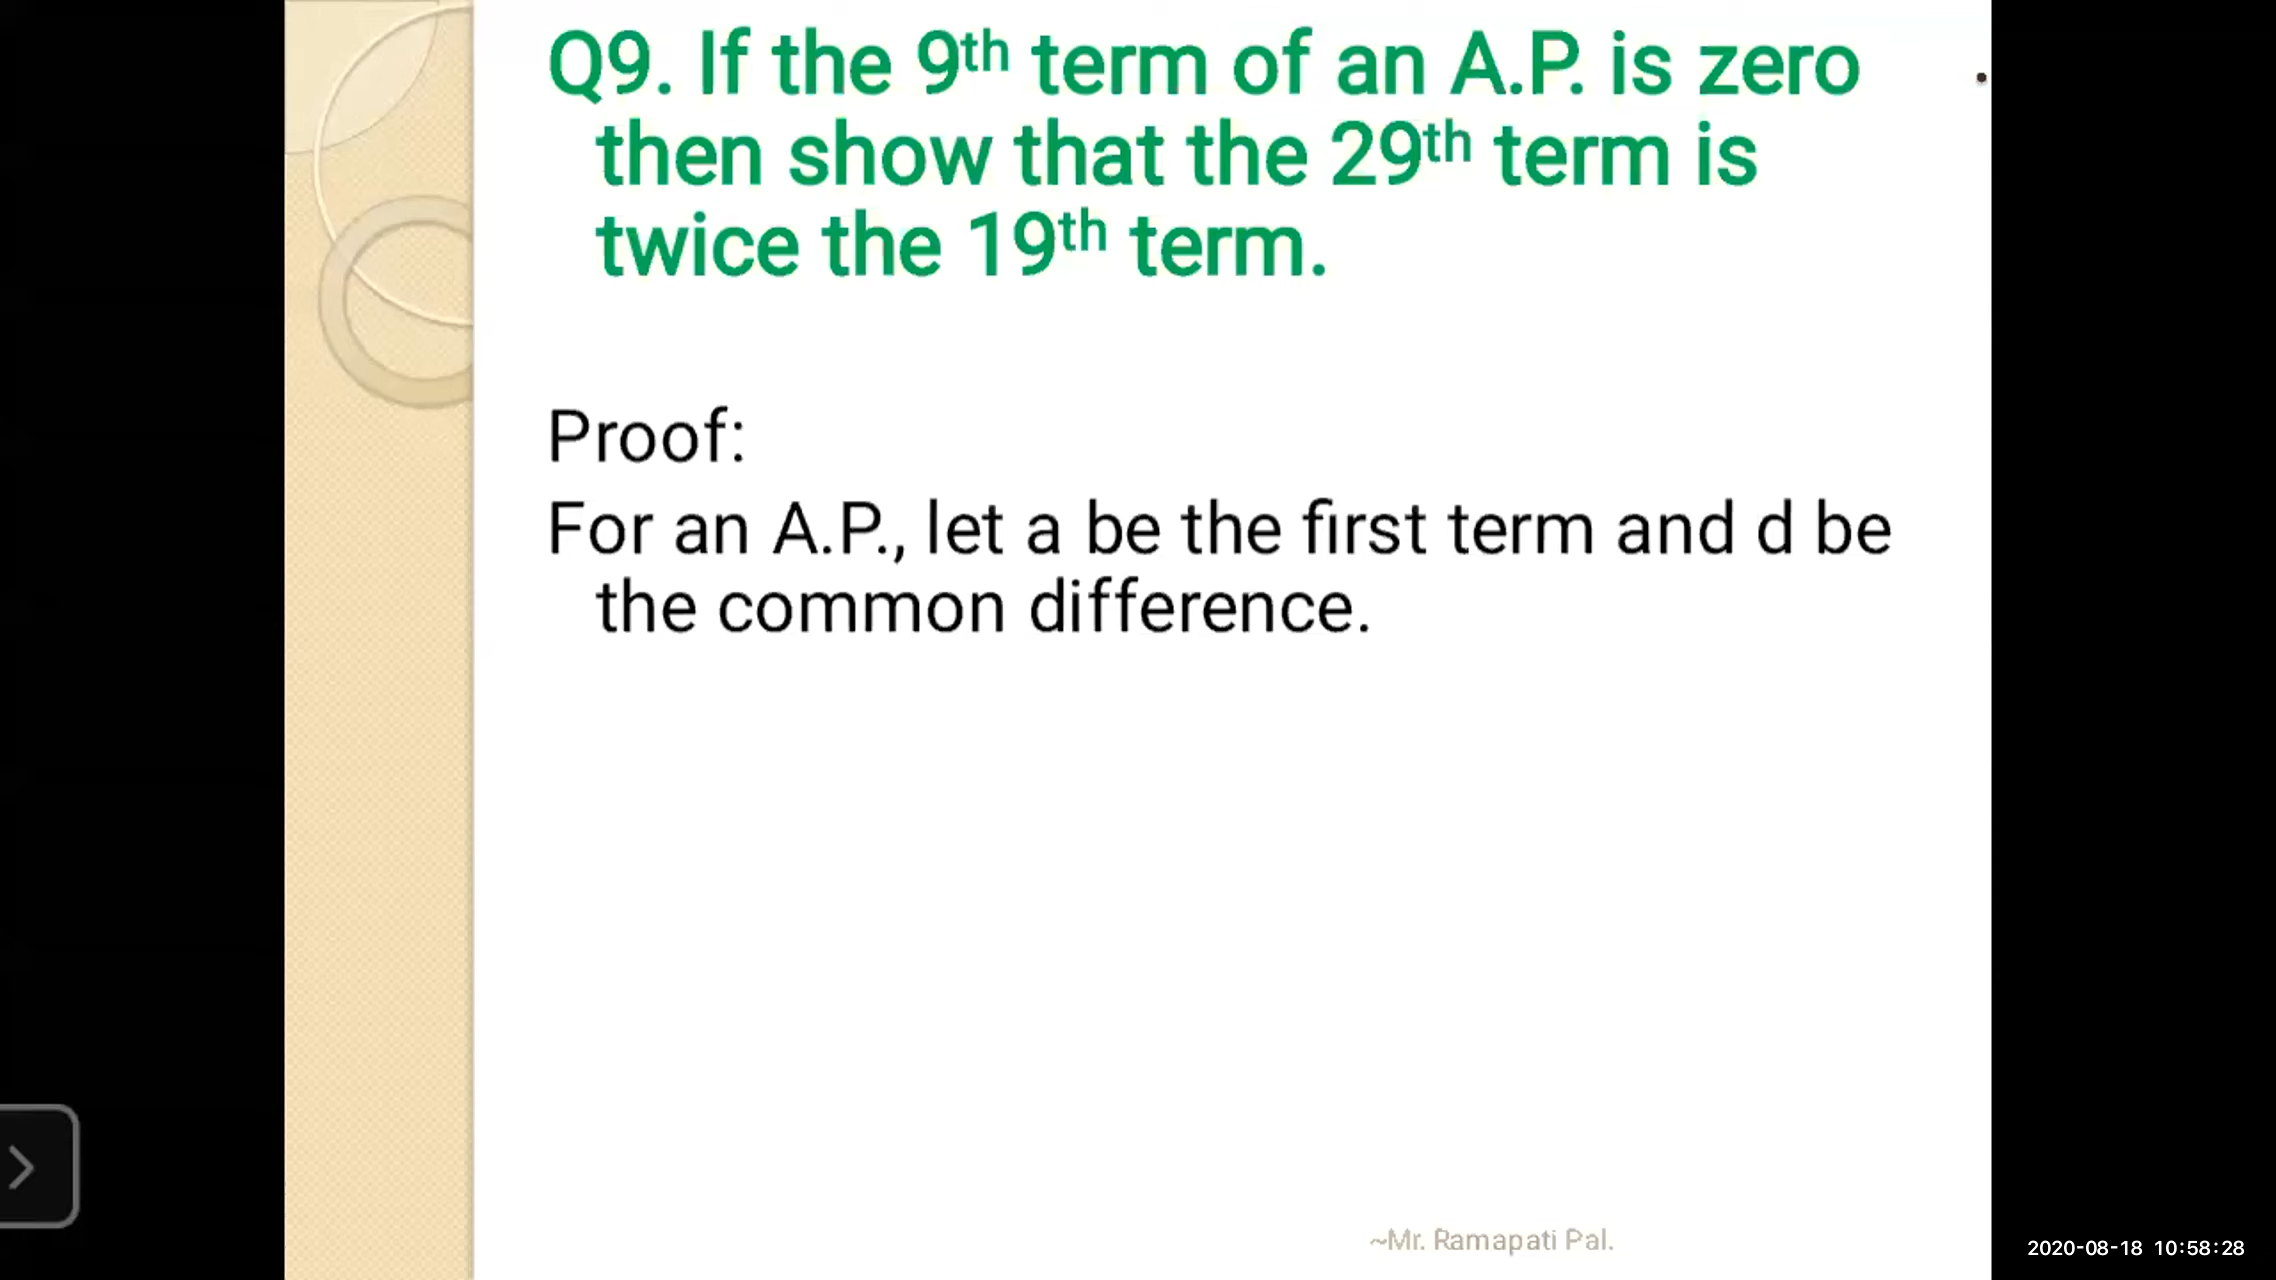 Q9. If the 9th term of an A.P. is zero
then show that the 29th term is
twice the 19th term.
Proof:
For an A.P., let a be the first term and d be
the common difference.
~Mr. Ramapati Pal.
2020-08-18 10:58:28